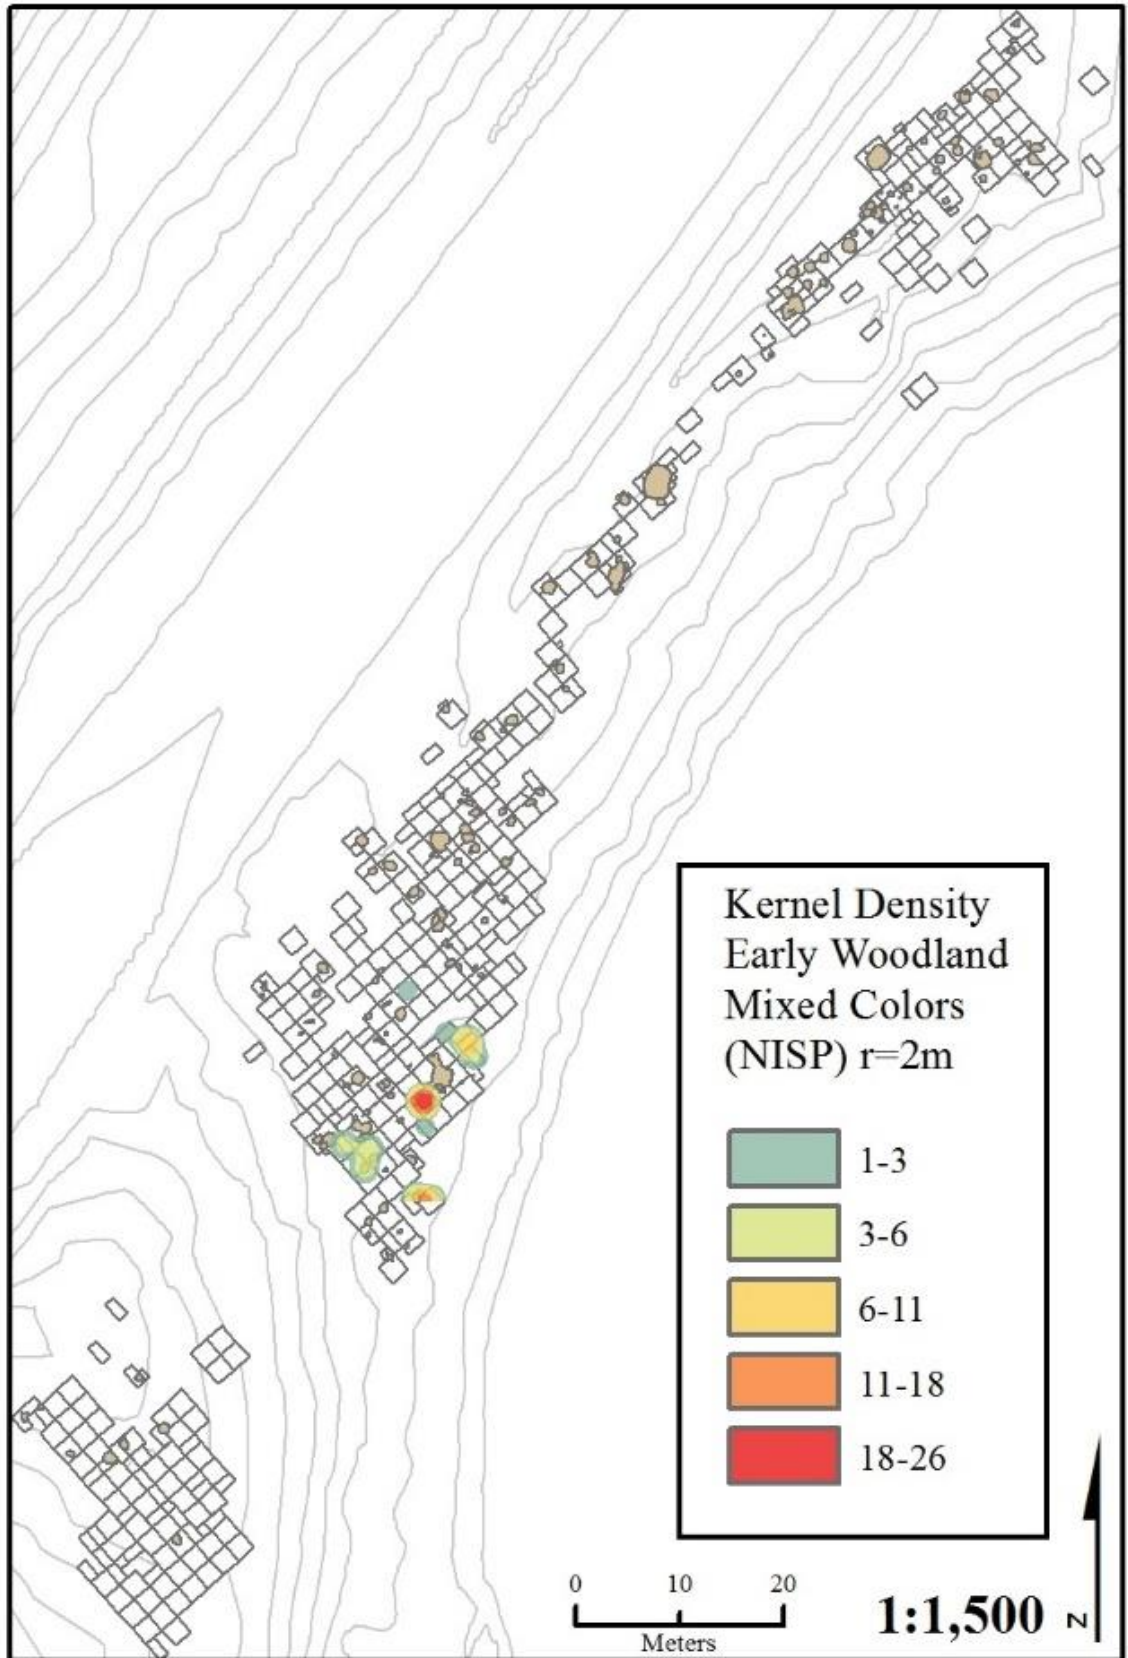 Kernel Density
Early Woodland
Mixed Colors
(NISP) r=2m
1-3
3-6
6-11
11-18
18-26
0 10 20
Meters
1:1,500
N